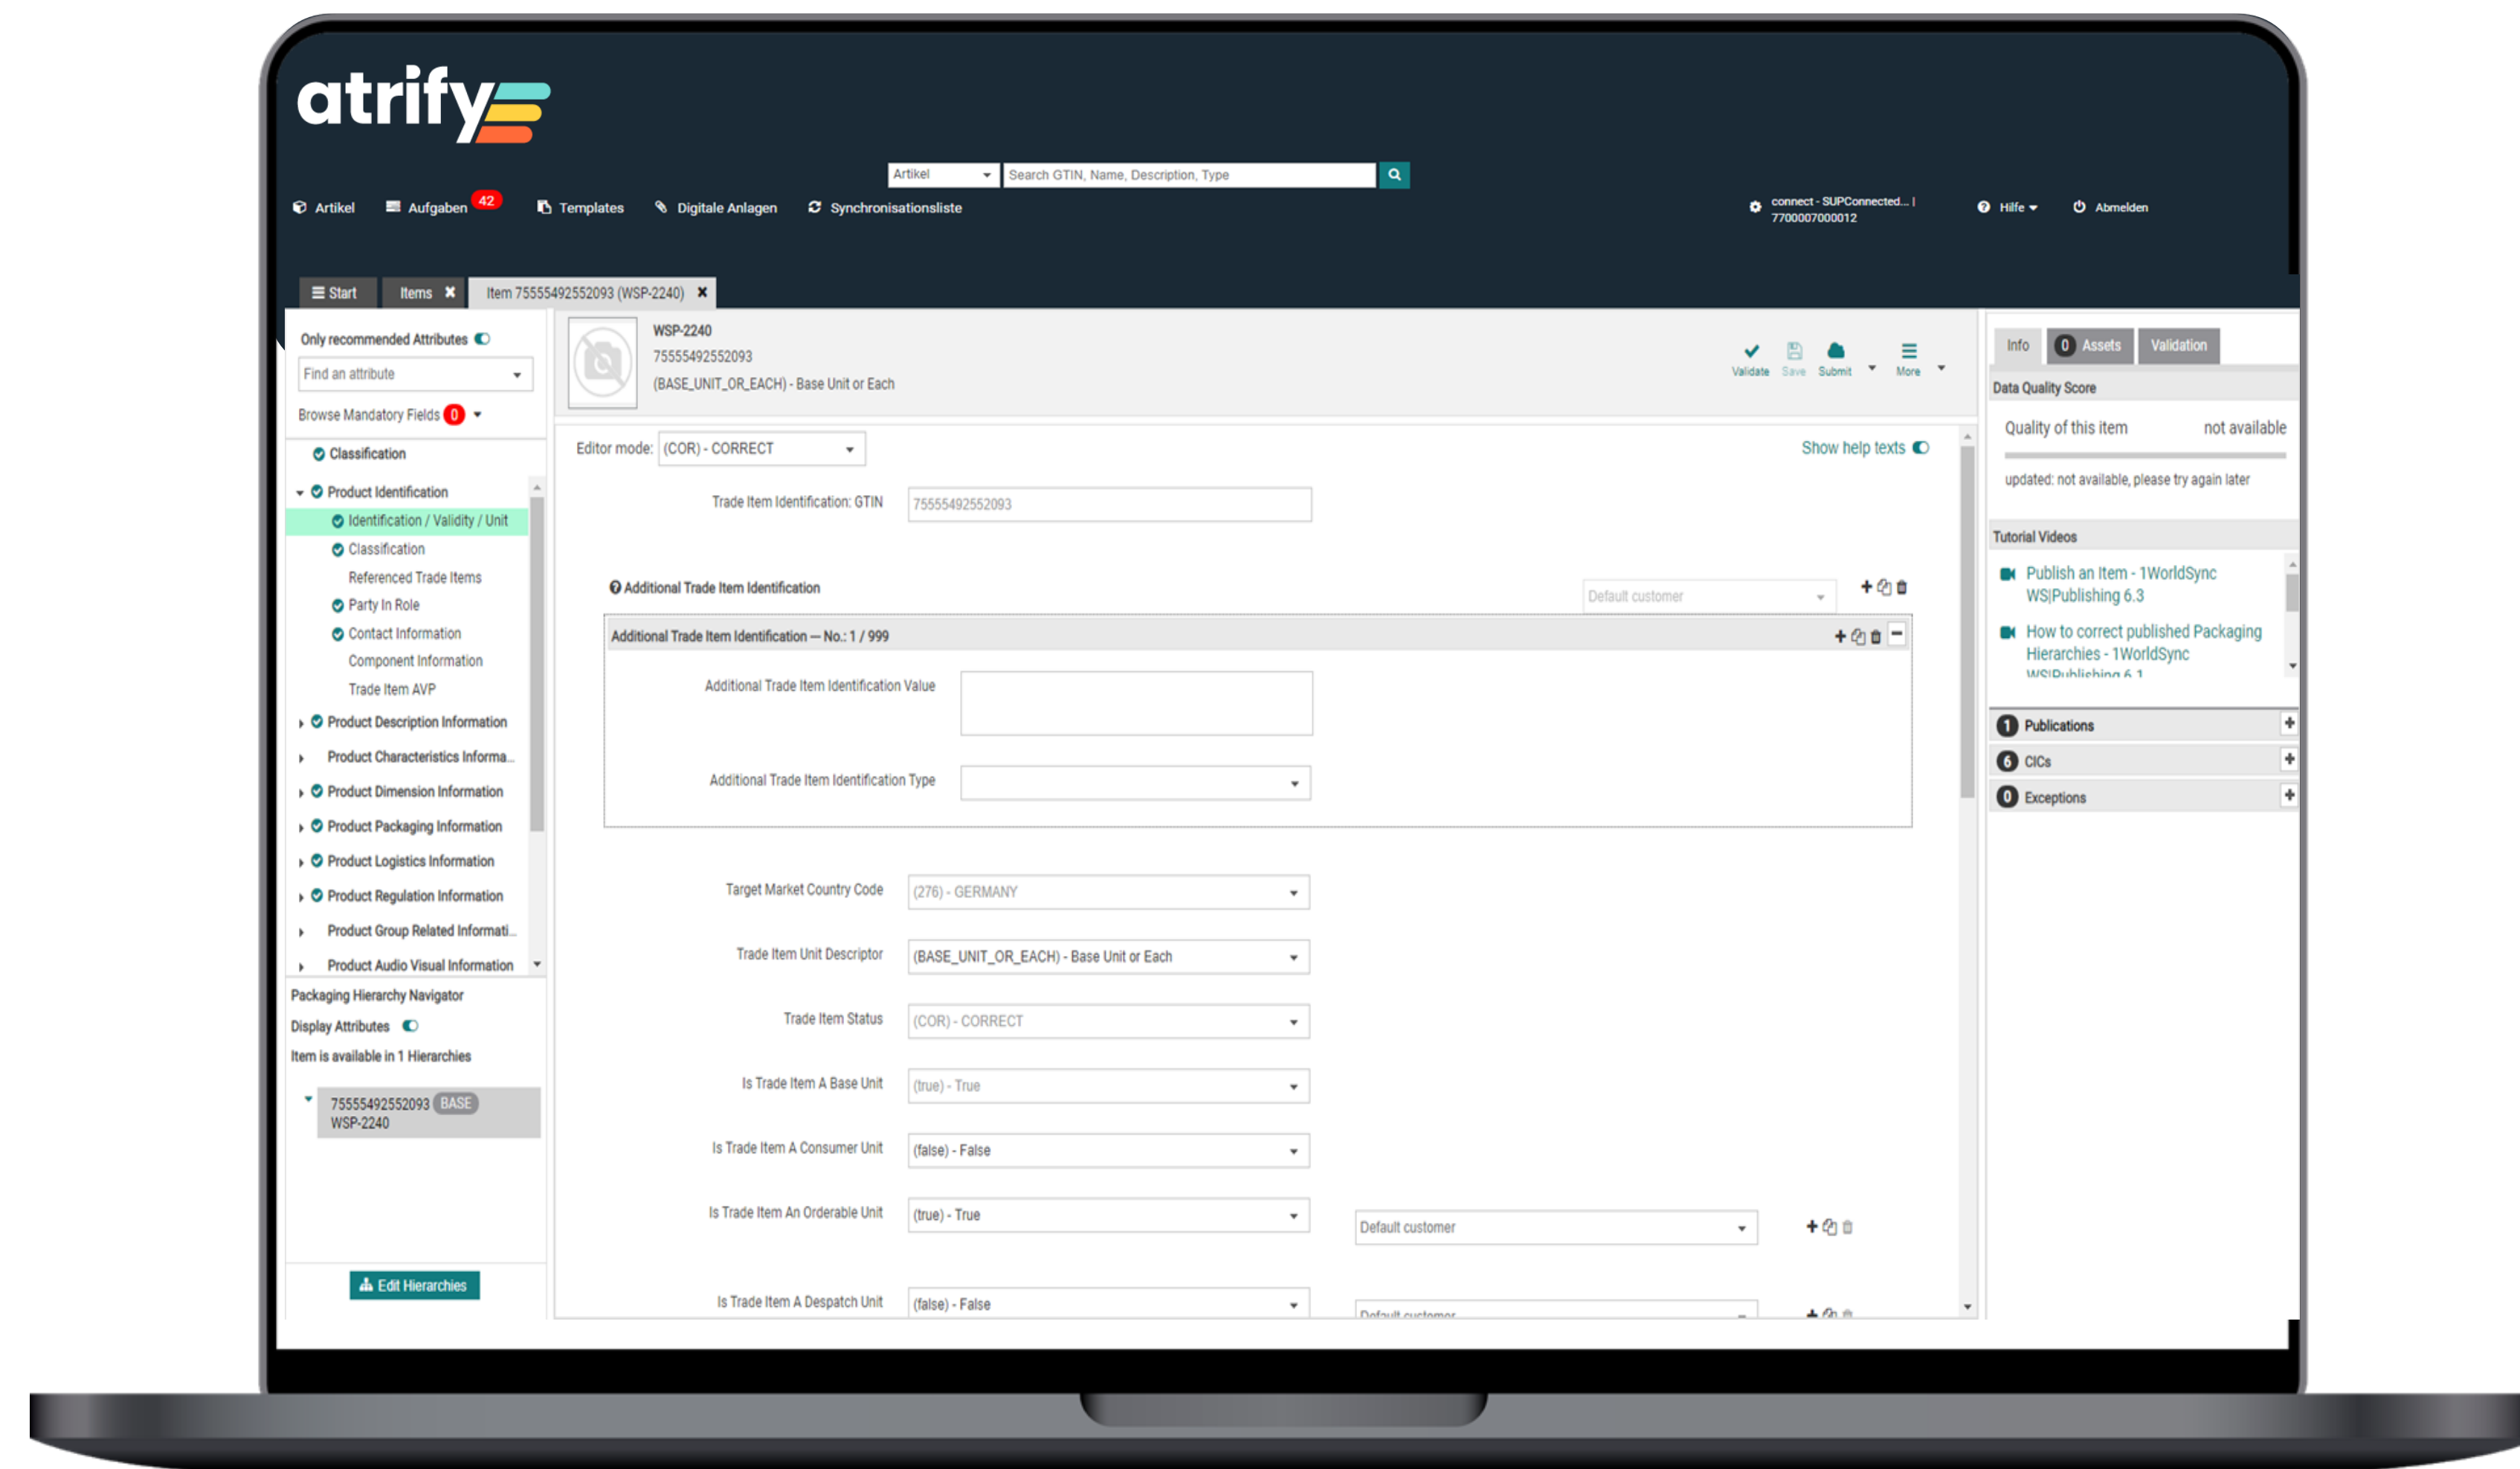 atrify
Artikel
Search GTIN, Name, Description, Type
Artikel
Aufgaben 42
Templates
Digitale Anlagen
Synchronisationsliste
connect - SUPConnected... |
7700007000012
Hilfe
Abmelden
Start
Items
Item 75555492552093 (WSP-2240)
Only recommended Attributes
Find an attribute
Browse Mandatory Fields 0
Classification
Product Identification
Identification / Validity / Unit
Classification
Referenced Trade Items
Party In Role
Contact Information
Component Information
Trade Item AVP
Product Description Information
Product Characteristics Informa...
Product Dimension Information
Product Packaging Information
Product Logistics Information
Product Regulation Information
Product Group Related Informati...
Product Audio Visual Information
Packaging Hierarchy Navigator
Display Attributes
Item is available in 1 Hierarchies
75555492552093 BASE
WSP-2240
Edit Hierarchies
WSP-2240
75555492552093
(BASE_UNIT_OR_EACH) - Base Unit or Each
Validate
Save
Submit
More
Editor mode: (COR) - CORRECT
Show help texts
Trade Item Identification: GTIN 75555492552093
Additional Trade Item Identification
Default customer
Additional Trade Item Identification — No.: 1 / 999
Additional Trade Item Identification Value
Additional Trade Item Identification Type
Target Market Country Code (276) - GERMANY
Trade Item Unit Descriptor (BASE_UNIT_OR_EACH) - Base Unit or Each
Trade Item Status (COR) - CORRECT
Is Trade Item A Base Unit (true) - True
Is Trade Item A Consumer Unit (false) - False
Is Trade Item An Orderable Unit (true) - True
Default customer
Is Trade Item A Despatch Unit (false) - False
Default customer
Info
0 Assets
Validation
Data Quality Score
Quality of this item not available
updated: not available, please try again later
Tutorial Videos
Publish an Item - 1WorldSync
WS|Publishing 6.3
How to correct published Packaging
Hierarchies - 1WorldSync
WS|Publishing 6.1
1 Publications
6 CICs
0 Exceptions